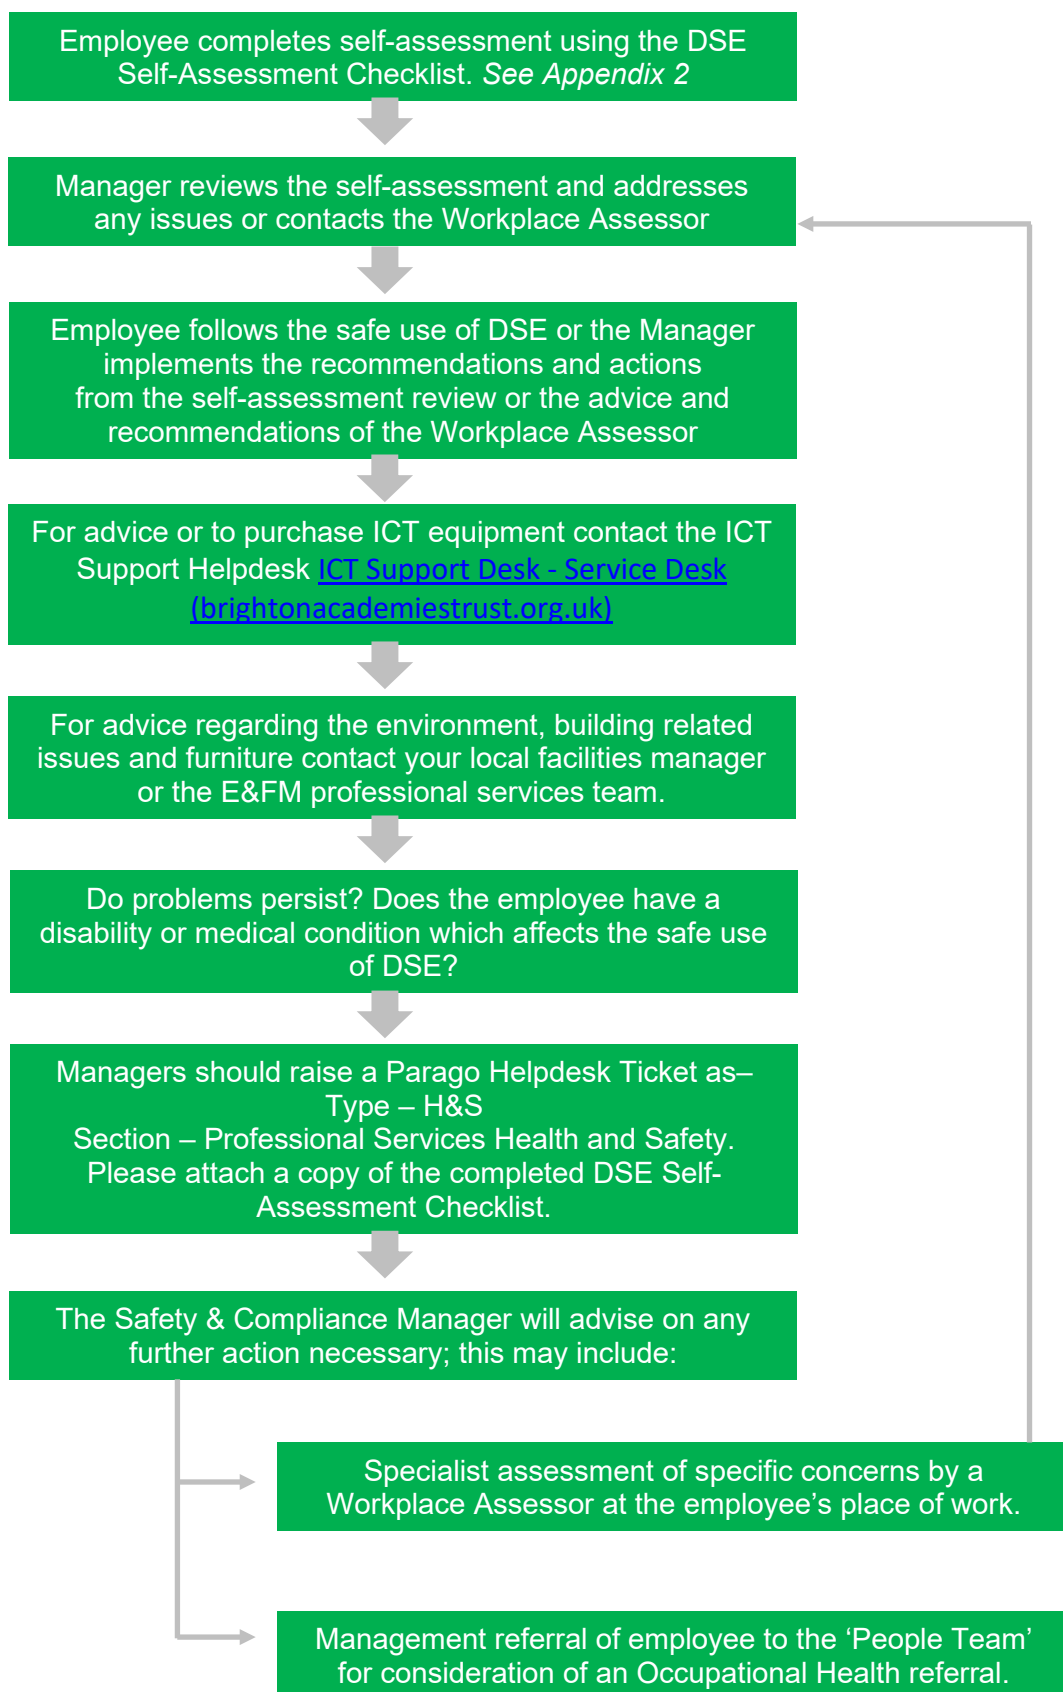 Employee completes self-assessment using the DSE
Self-Assessment Checklist. See Appendix 2
Manager reviews the self-assessment and addresses
any issues or contacts the Workplace Assessor
Employee follows the safe use of DSE or the Manager
implements the recommendations and actions
from the self-assessment review or the advice and
recommendations of the Workplace Assessor
For advice or to purchase ICT equipment contact the ICT
Support Helpdesk ICT Support Desk - Service Desk
(brightonacademiestrust.org.uk)
For advice regarding the environment, building related
issues and furniture contact your local facilities manager
or the E&FM professional services team.
Do problems persist? Does the employee have a
disability or medical condition which affects the safe use
of DSE?
Managers should raise a Parago Helpdesk Ticket as–
Type – H&S
Section – Professional Services Health and Safety.
Please attach a copy of the completed DSE Self-
Assessment Checklist.
The Safety & Compliance Manager will advise on any
further action necessary; this may include:
Specialist assessment of specific concerns by a
Workplace Assessor at the employee’s place of work.
Management referral of employee to the ‘People Team’
for consideration of an Occupational Health referral.